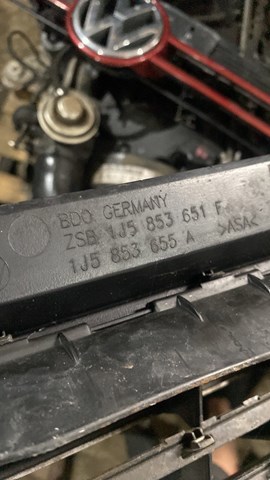 BDO. GERMANY
ZSB 1J5 853 651 F
1J5 853 655 A >ASA<